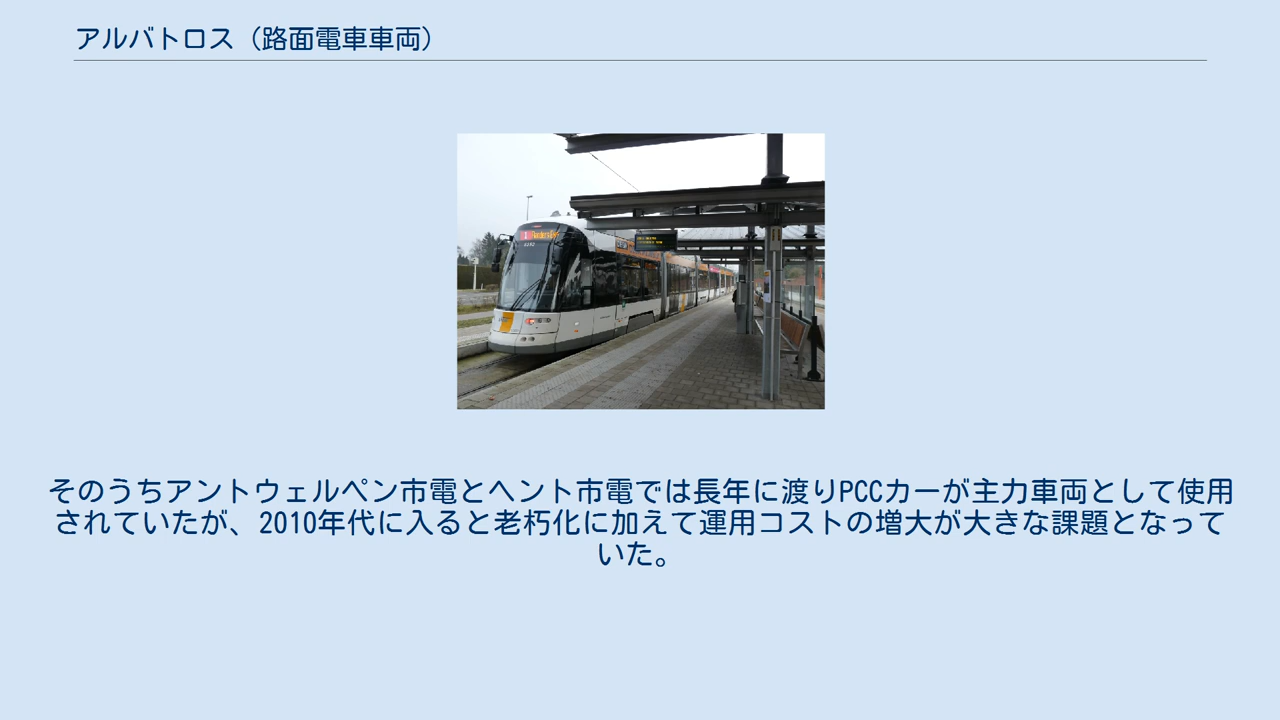 アルバトロス（路面電車車両）
そのうちアントウェルペン市電とヘント市電では長年に渡りPCCカーが主力車両として使用
されていたが、2010年代に入ると老朽化に加えて運用コストの増大が大きな課題となって
いた。